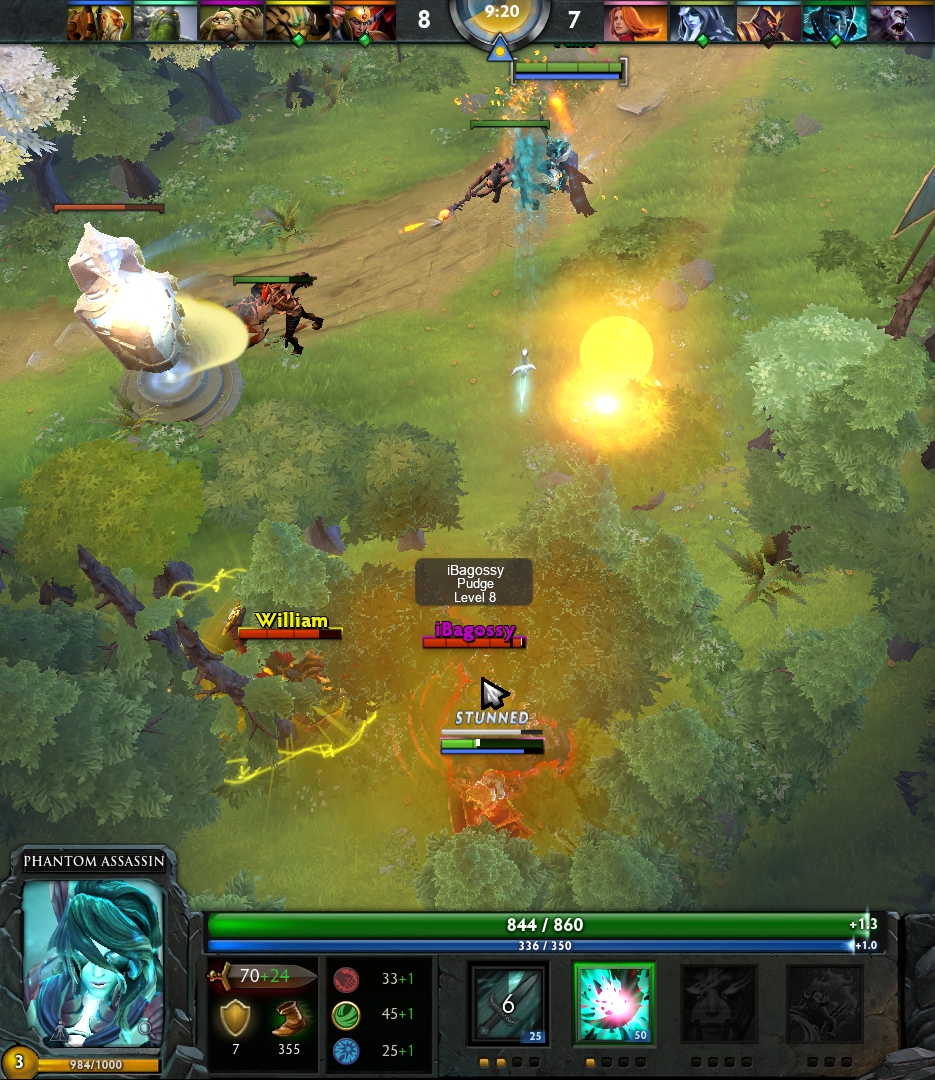 8
9:20
7
iBagossy
Pudge
Level 8
William
iBagossy
STUNNED
PHANTOM ASSASSIN
844 / 860
+1.3
336 / 350
+1.0
70+24
33+1
45+1
7
355
25+1
6
25
50
3
984/1000